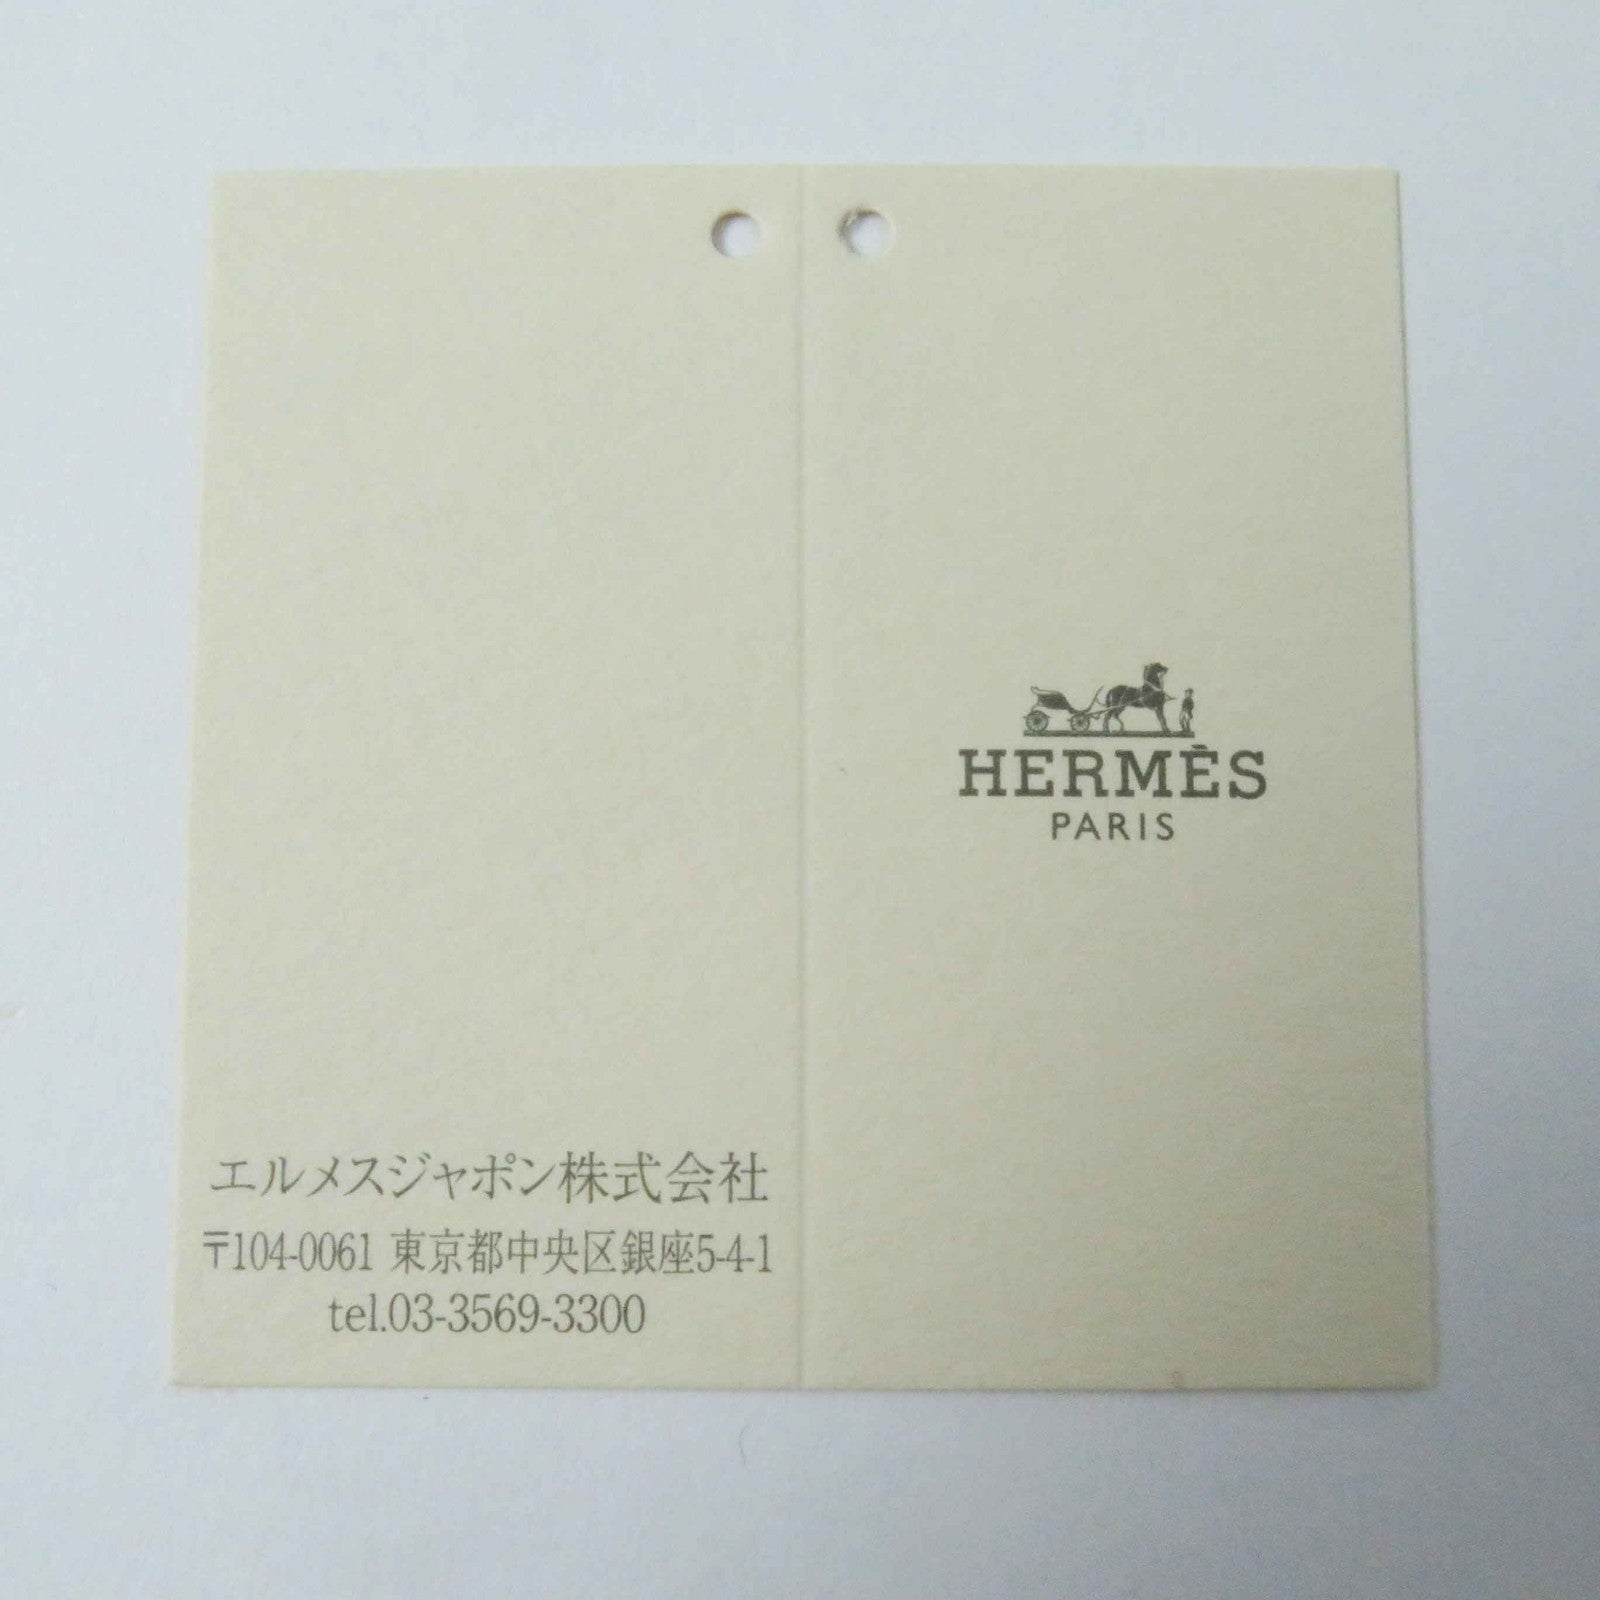 HERMÈS
PARIS
エルメスジャポン株式会社
〒104-0061 東京都中央区銀座5-4-1
tel.03-3569-3300